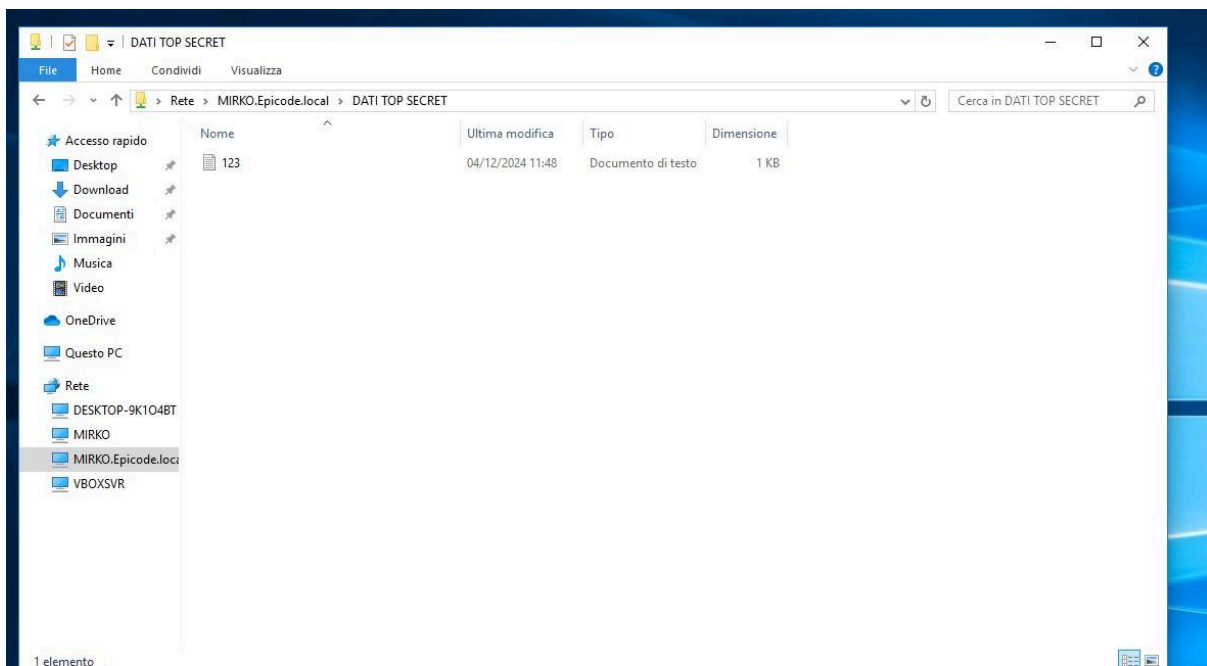 DATI TOP SECRET
File Home Condividi Visualizza
Rete > MIRKO.Epicode.local > DATI TOP SECRET
Cerca in DATI TOP SECRET
Nome Ultima modifica Tipo Dimensione
123 04/12/2024 11:48 Documento di testo 1 KB
Accesso rapido
Desktop
Download
Documenti
Immagini
Musica
Video
OneDrive
Questo PC
Rete
DESKTOP-9K1O4BT
MIRKO
MIRKO.Epicode.loca
VBOXSVR
1 elemento